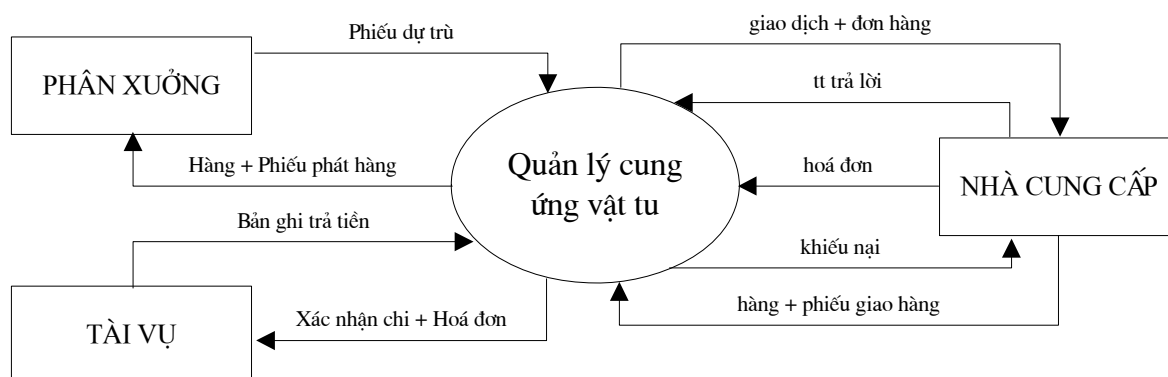 giao dịch + đơn hàng
Phiếu dự trù
PHÂN XUỞNG
tt trả lời
Hàng + Phiếu phát hàng
Quản lý cung
ứng vật tu
hoá đơn
NHÀ CUNG CẤP
Bản ghi trả tiền
khiếu nại
TÀI VỤ
Xác nhận chi + Hoá đơn
hàng + phiếu giao hàng